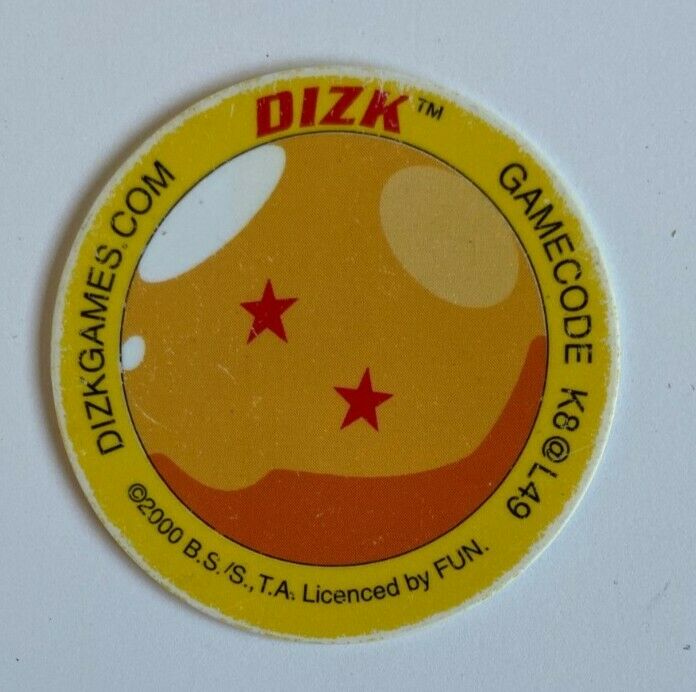 DIZK™
DIZKGAMES.COM
GAMECODE K8@L49
©2000 B.S./S.,T.A. Licenced by FUN.